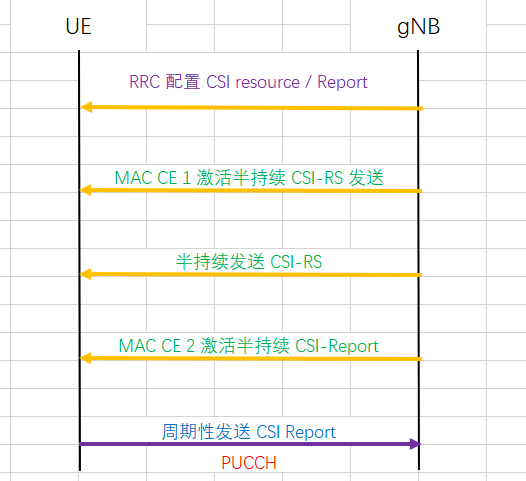 UE gNB
RRC 配置 CSI resource / Report
MAC CE 1 激活半持续 CSI-RS 发送
半持续发送 CSI-RS
MAC CE 2 激活半持续 CSI-Report
周期性发送 CSI Report
PUCCH